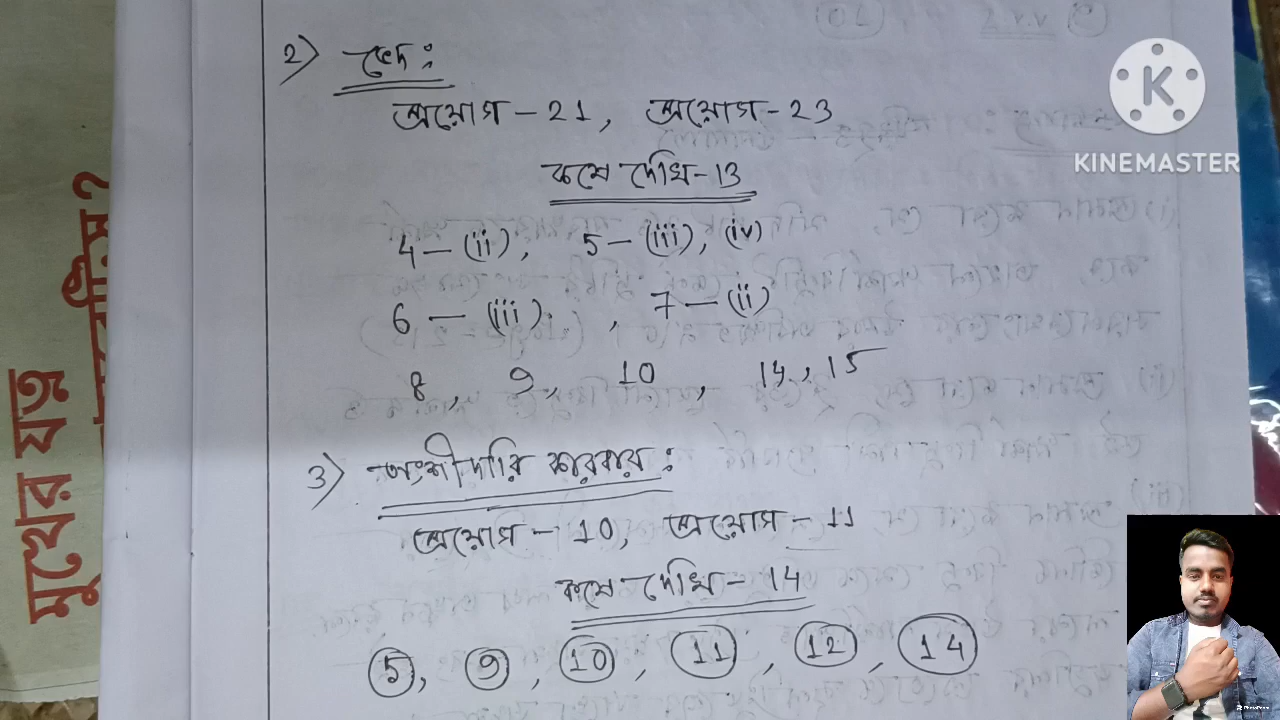 2) ভেদ :
প্রয়োগ - 21, প্রয়োগ - 23
কষে দেখি - 13
4 – (ii), 5 – (iii), (iv)
6 – (iii), 7 – (ii)
8, 9, 10, 14, 15
3) অংশীদারি কারবার :
প্রয়োগ - 10, প্রয়োগ - 11
কষে দেখি - 14
5, 9, 10, 11, 12, 14
KINEMASTER
মুখের যত্ন